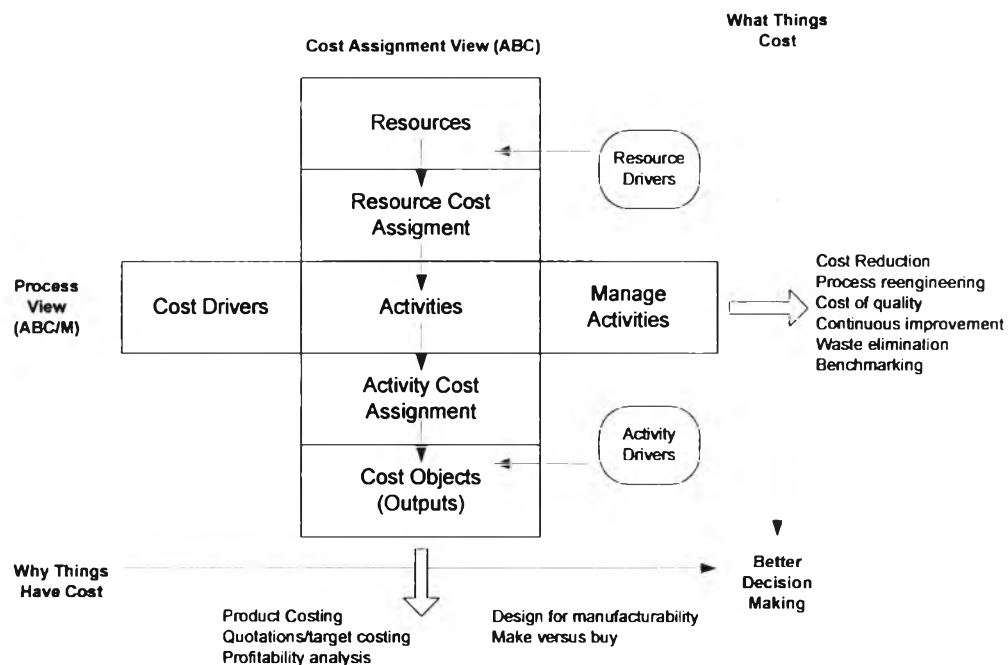 What Things
Cost
Cost Assignment View (ABC)
Resources
Resource
Drivers
Resource Cost
Assigment
Process
View
(ABC/M)
Cost Drivers
Activities
Manage
Activities
Cost Reduction
Process reengineering
Cost of quality
Continuous improvement
Waste elimination
Benchmarking
Activity Cost
Assignment
Activity
Drivers
Cost Objects
(Outputs)
Why Things
Have Cost
Better
Decision
Making
Product Costing
Quotations/target costing
Profitability analysis
Design for manufacturability
Make versus buy